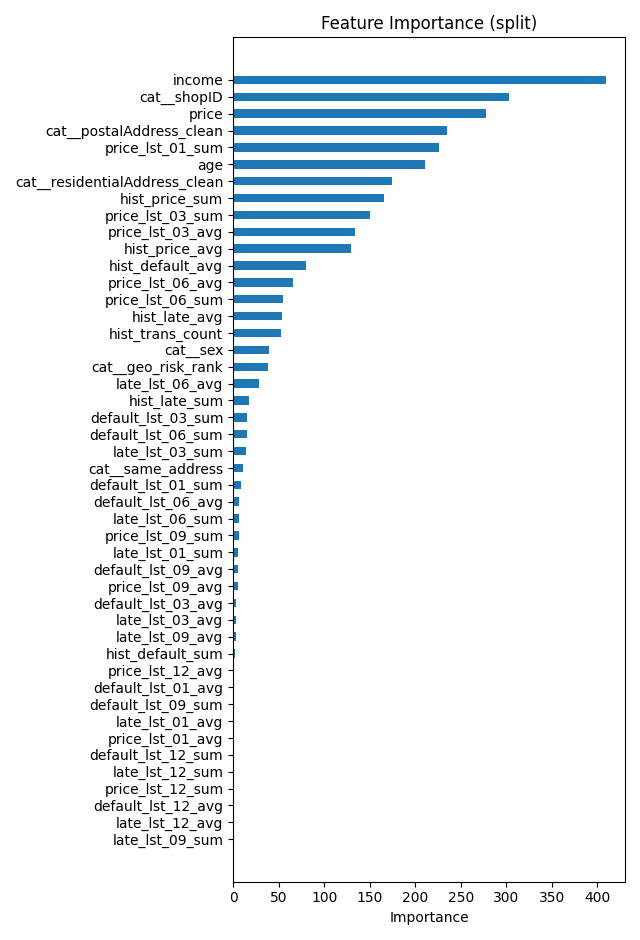 Feature Importance (split)
income
cat__shopID
price
cat__postalAddress_clean
price_lst_01_sum
age
cat__residentialAddress_clean
hist_price_sum
price_lst_03_sum
price_lst_03_avg
hist_price_avg
hist_default_avg
price_lst_06_avg
price_lst_06_sum
hist_late_avg
hist_trans_count
cat__sex
cat__geo_risk_rank
late_lst_06_avg
hist_late_sum
default_lst_03_sum
default_lst_06_sum
late_lst_03_sum
cat__same_address
default_lst_01_sum
default_lst_06_avg
late_lst_06_sum
price_lst_09_sum
late_lst_01_sum
default_lst_09_avg
price_lst_09_avg
default_lst_03_avg
late_lst_03_avg
late_lst_09_avg
hist_default_sum
price_lst_12_avg
default_lst_01_avg
default_lst_09_sum
late_lst_01_avg
price_lst_01_avg
default_lst_12_sum
late_lst_12_sum
price_lst_12_sum
default_lst_12_avg
late_lst_12_avg
late_lst_09_sum
0 50 100 150 200 250 300 350 400
Importance